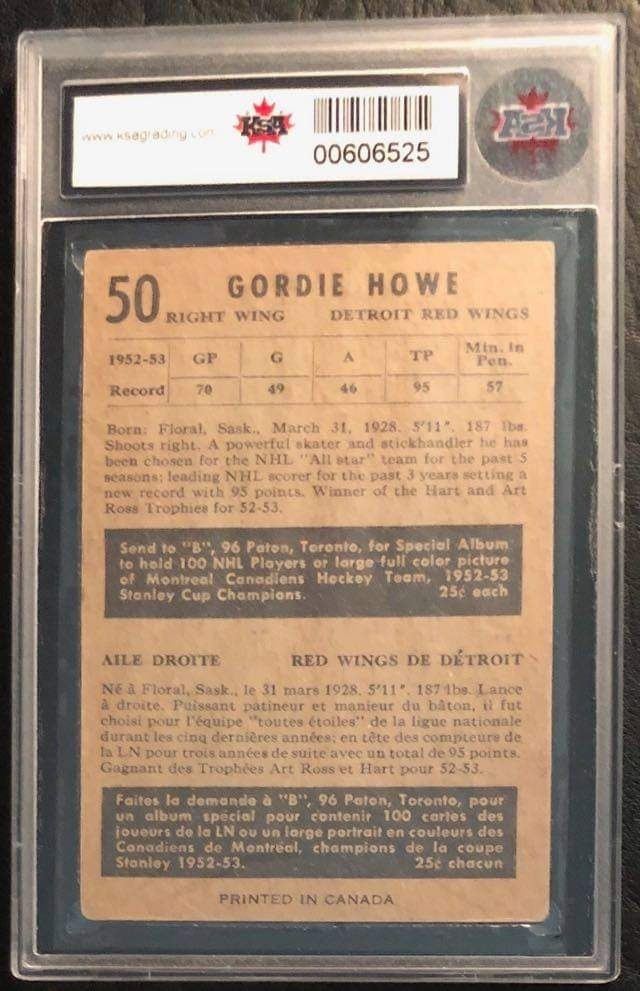 www.ksagrading.com KSA
00606525
KSA
50 GORDIE HOWE
RIGHT WING DETROIT RED WINGS
1952-53 GP G A TP Min. in Pen.
Record 70 49 46 95 57
Born: Floral, Sask., March 31, 1928. 5'11". 187 lbs.
Shoots right. A powerful skater and stickhandler he has
been chosen for the NHL "All star" team for the past 5
seasons; leading NHL scorer for the past 3 years setting a
new record with 95 points. Winner of the Hart and Art
Ross Trophies for 52-53.
Send to "B", 96 Paton, Toronto, for Special Album
to hold 100 NHL Players or large full color picture
of Montreal Canadiens Hockey Team, 1952-53
Stanley Cup Champions. 25¢ each
AILE DROITE RED WINGS DE DÉTROIT
Né à Floral, Sask., le 31 mars 1928. 5'11". 187 lbs. Lance
à droite. Puissant patineur et manieur du bâton, il fut
choisi pour l'équipe "toutes étoiles" de la ligue nationale
durant les cinq dernières années; en tête des compteurs de
la LN pour trois années de suite avec un total de 95 points.
Gagnant des Trophées Art Ross et Hart pour 52-53.
Faites la demande à "B", 96 Paton, Toronto, pour
un album spécial pour contenir 100 cartes des
joueurs de la LN ou un large portrait en couleurs des
Canadiens de Montréal, champions de la coupe
Stanley 1952-53. 25¢ chacun
PRINTED IN CANADA